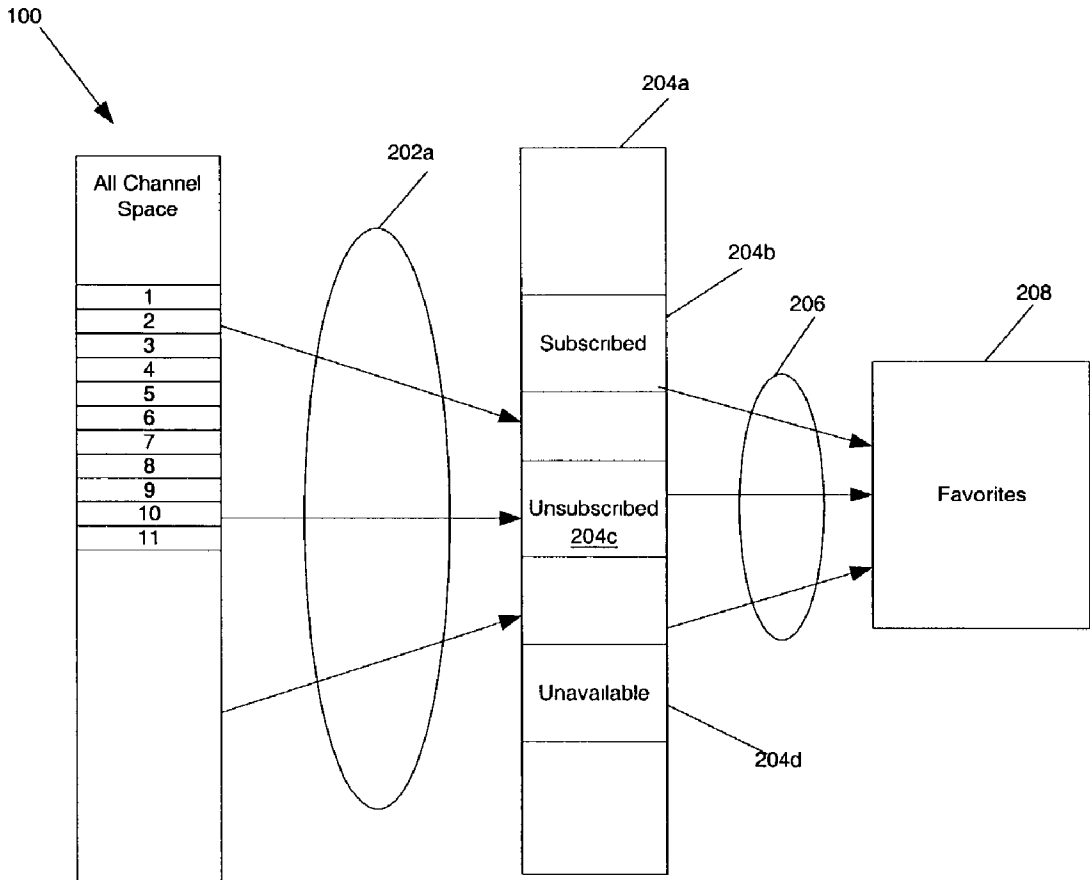 100
All Channel
Space
1
2
3
4
5
6
7
8
9
10
11
202a
204a
Subscribed
204b
Unsubscribed
204c
Unavailable
204d
206
208
Favorites